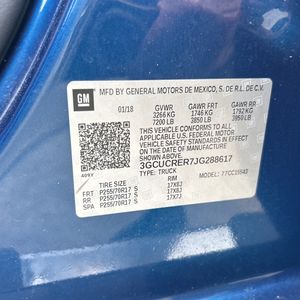 GM
MFD BY GENERAL MOTORS DE MEXICO, S. DE R.L. DE C.V.
01/18 GVWR GAWR FRT GAWR RR
3266 KG 1746 KG 1792 KG
7200 LB 3850 LB 3950 LB
THIS VEHICLE CONFORMS TO ALL APPLICABLE
U.S. FEDERAL MOTOR VEHICLE SAFETY
STANDARDS IN EFFECT ON THE DATE OF
MANUFACTURE SHOWN ABOVE.
3GCUCRER7JG288617
TYPE: TRUCK MODEL:
TIRE SIZE RIM
FRT P255/70R17 S 17X8J
RR P255/70R17 S 17X8J
SPA P255/70R17 S 17X7J